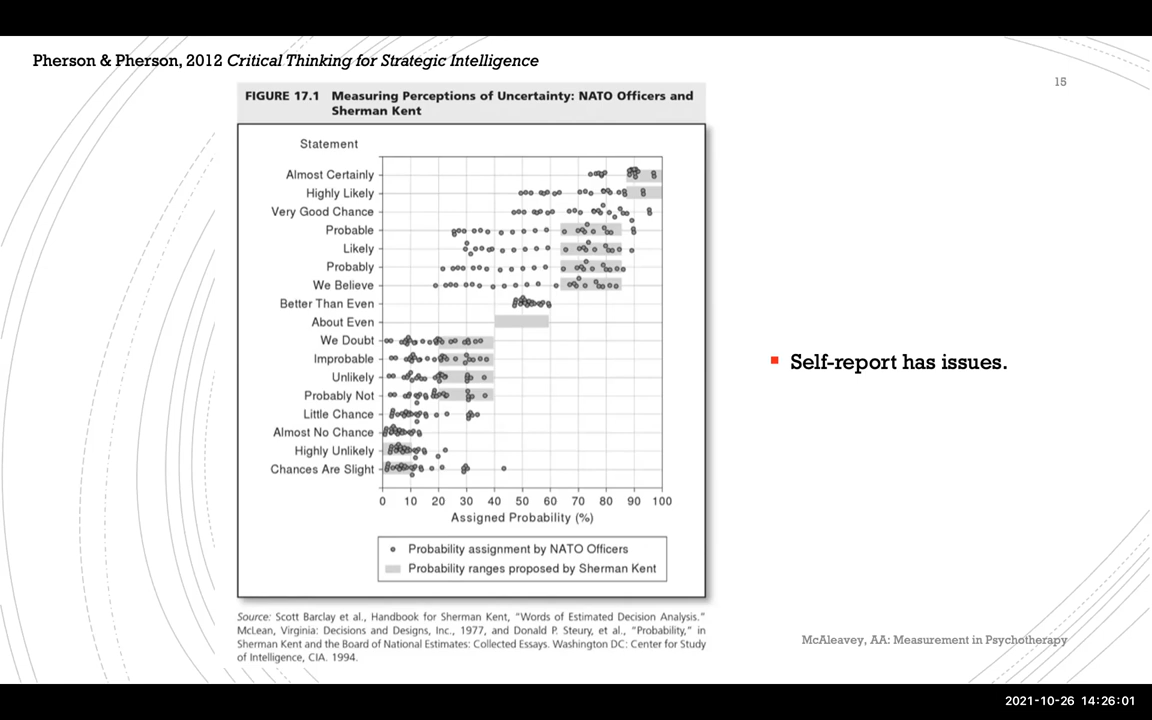 Pherson & Pherson, 2012 Critical Thinking for Strategic Intelligence
15
FIGURE 17.1 Measuring Perceptions of Uncertainty: NATO Officers and
Sherman Kent
Statement
Almost Certainly
Highly Likely
Very Good Chance
Probable
Likely
Probably
We Believe
Better Than Even
About Even
We Doubt
Improbable
Unlikely
Probably Not
Little Chance
Almost No Chance
Highly Unlikely
Chances Are Slight
0 10 20 30 40 50 60 70 80 90 100
Assigned Probability (%)
Probability assignment by NATO Officers
Probability ranges proposed by Sherman Kent
Source: Scott Barclay et al., Handbook for Sherman Kent, "Words of Estimated Decision Analysis."
McLean, Virginia: Decisions and Designs, Inc., 1977, and Donald P. Steury, et al., "Probability," in
Sherman Kent and the Board of National Estimates: Collected Essays. Washington DC: Center for Study
of Intelligence, CIA. 1994.
Self-report has issues.
McAleavey, AA: Measurement in Psychotherapy
2021-10-26 14:26:01